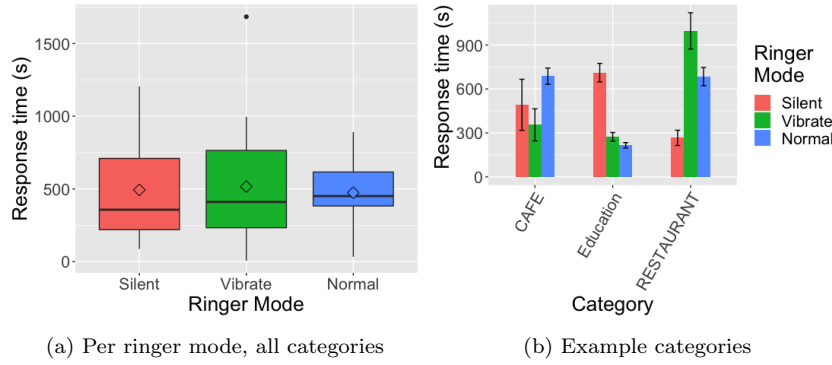 Response time (s)
1500
1000
500
0
Silent
Vibrate
Normal
Ringer Mode
(a) Per ringer mode, all categories
Response time (s)
900
600
300
0
CAFE
Education
RESTAURANT
Category
Ringer
Mode
Silent
Vibrate
Normal
(b) Example categories